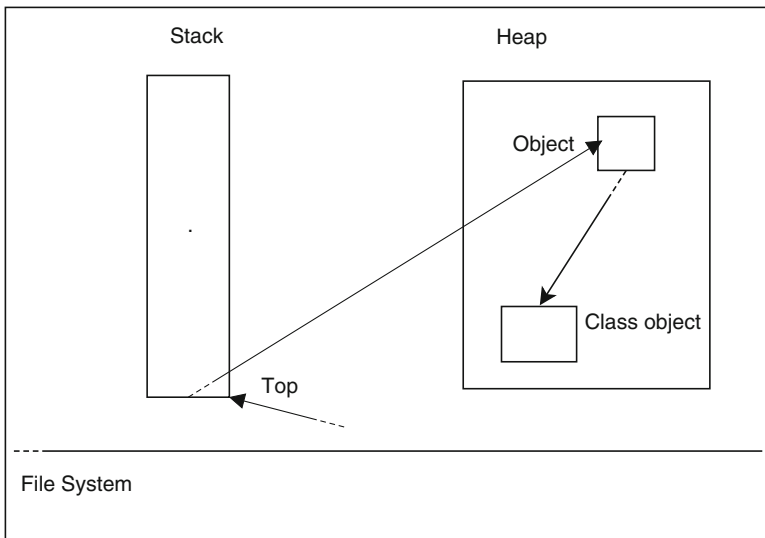 Stack
Heap
Object
Class object
Top
File System